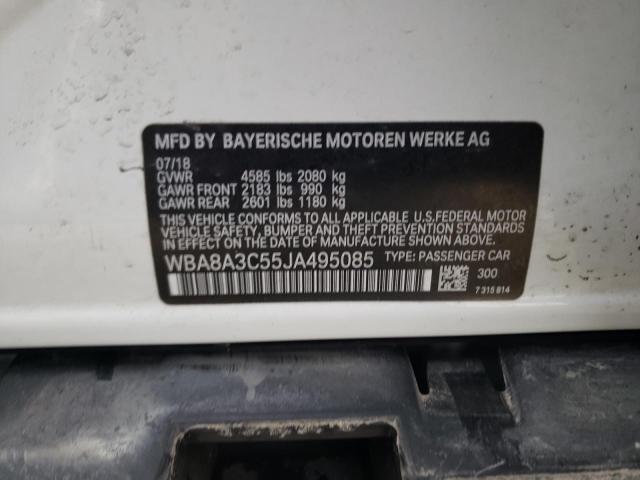 MFD BY BAYERISCHE MOTOREN WERKE AG
07/18
GVWR 4585 lbs 2080 kg
GAWR FRONT 2183 lbs 990 kg
GAWR REAR 2601 lbs 1180 kg
THIS VEHICLE CONFORMS TO ALL APPLICABLE U.S.FEDERAL MOTOR
VEHICLE SAFETY, BUMPER AND THEFT PREVENTION STANDARDS
IN EFFECT ON THE DATE OF MANUFACTURE SHOWN ABOVE.
WBA8A3C55JA495085 TYPE: PASSENGER CAR
300
7 315 814